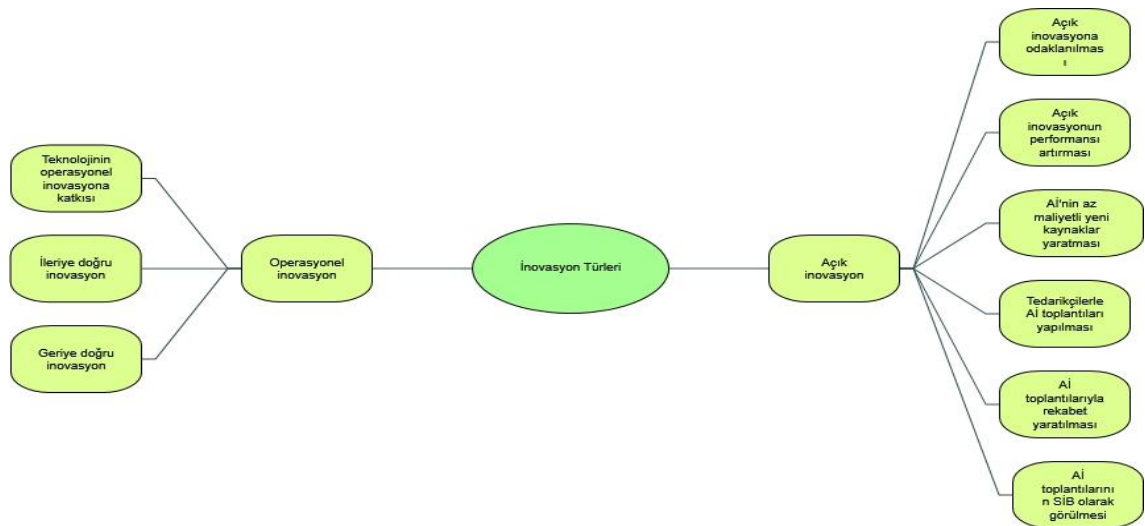 Teknolojinin
operasyonel
inovasyona
katkısı
İleriye doğru
inovasyon
Geriye doğru
inovasyon
Operasyonel
inovasyon
İnovasyon Türleri
Açık
inovasyon
Açık
inovasyona
odaklanılmas
ı
Açık
inovasyonun
performansı
artırması
Aİ'nin az
maliyetli yeni
kaynaklar
yaratması
Tedarikçilerle
Aİ toplantıları
yapılması
Aİ
toplantılarıyla
rekabet
yaratılması
Aİ
toplantılarını
n SİB olarak
görülmesi